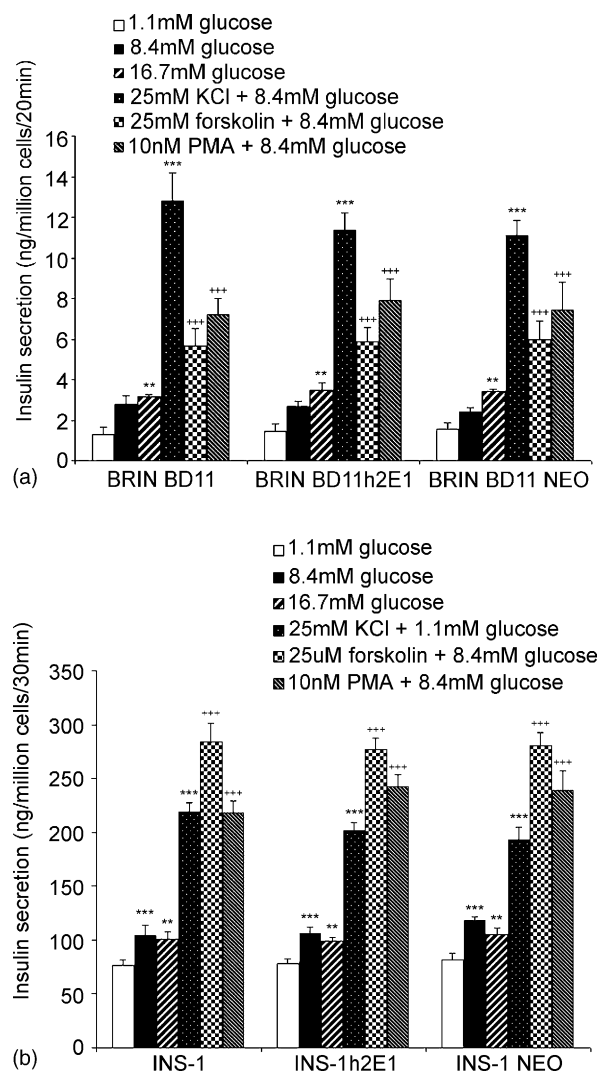 1.1mM glucose
8.4mM glucose
16.7mM glucose
25mM KCl + 8.4mM glucose
25mM forskolin + 8.4mM glucose
10nM PMA + 8.4mM glucose
Insulin secretion (ng/million cells/20min)
16
14
12
10
8
6
4
2
0
** *** +++ +++
** *** +++ +++
** *** +++ +++
BRIN BD11 BRIN BD11h2E1 BRIN BD11 NEO
(a)
1.1mM glucose
8.4mM glucose
16.7mM glucose
25mM KCl + 1.1mM glucose
25uM forskolin + 8.4mM glucose
10nM PMA + 8.4mM glucose
Insulin secretion (ng/million cells/30min)
350
300
250
200
150
100
50
0
*** ** *** +++ +++
*** ** *** +++ +++
*** ** *** +++ +++
INS-1 INS-1h2E1 INS-1 NEO
(b)